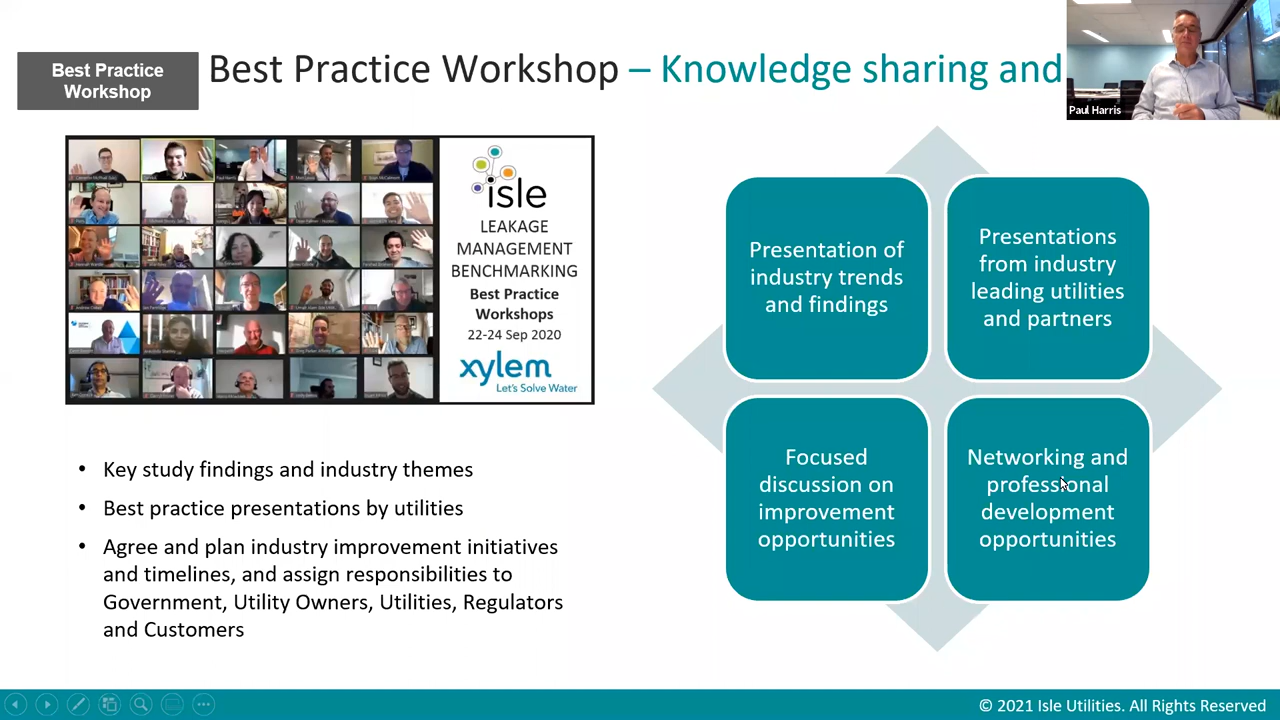 Best Practice
Workshop
Best Practice Workshop – Knowledge sharing and
Paul Harris
isle
LEAKAGE
MANAGEMENT
BENCHMARKING
Best Practice
Workshops
22-24 Sep 2020
xylem
Let's Solve Water
• Key study findings and industry themes
• Best practice presentations by utilities
• Agree and plan industry improvement initiatives
and timelines, and assign responsibilities to
Government, Utility Owners, Utilities, Regulators
and Customers
Presentation of
industry trends
and findings
Presentations
from industry
leading utilities
and partners
Focused
discussion on
improvement
opportunities
Networking and
professional
development
opportunities
© 2021 Isle Utilities. All Rights Reserved